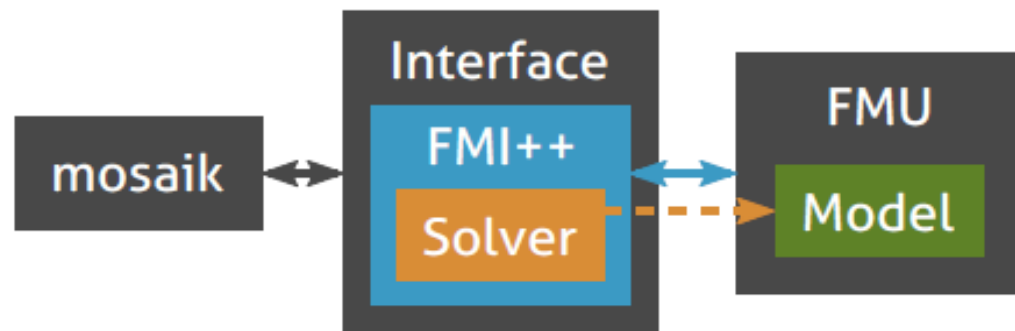 mosaik
Interface
FMI++
Solver
FMU
Model